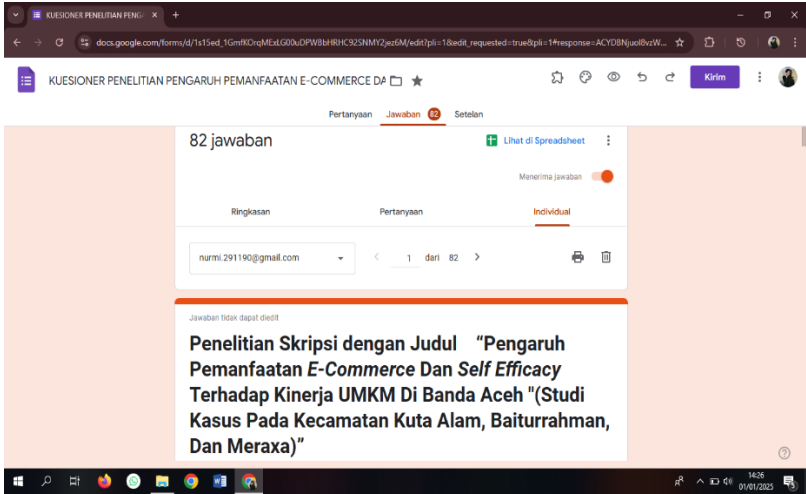 KUESIONER PENELITIAN PENG
docs.google.com/forms/d/1s15ed_1GmfKOrqMExLG00uDPW8bHRHC92SNMY2jez6M/edit?pli=1&edit_requested=true&pli=1#response=ACYDBNjuol8vzW...
KUESIONER PENELITIAN PENGARUH PEMANFAATAN E-COMMERCE DA
Kirim
Pertanyaan Jawaban 82 Setelan
82 jawaban
Lihat di Spreadsheet
Menerima jawaban
Ringkasan Pertanyaan Individual
nurmi.291190@gmail.com
1 dari 82
Jawaban tidak dapat diedit
Penelitian Skripsi dengan Judul “Pengaruh
Pemanfaatan E-Commerce Dan Self Efficacy
Terhadap Kinerja UMKM Di Banda Aceh "(Studi
Kasus Pada Kecamatan Kuta Alam, Baiturrahman,
Dan Meraxa)”
14:26
01/01/2025